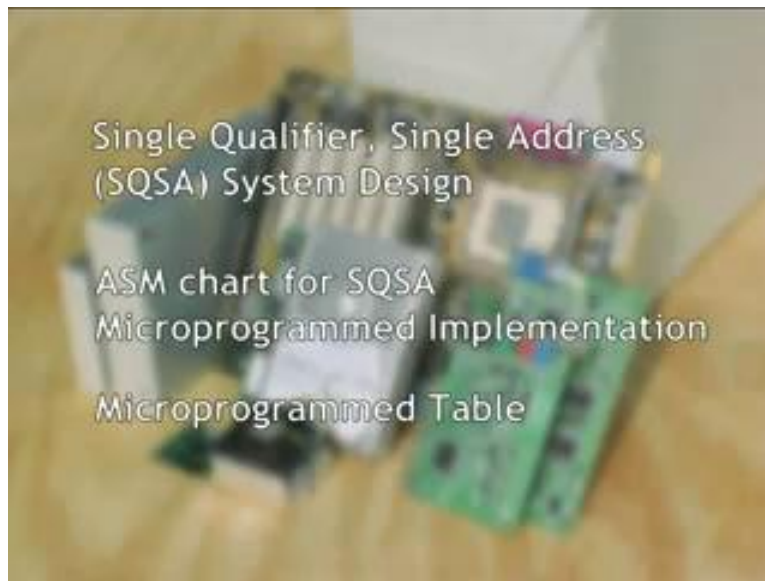 Single Qualifier, Single Address
(SQSA) System Design
ASM chart for SQSA
Microprogrammed Implementation
Microprogrammed Table